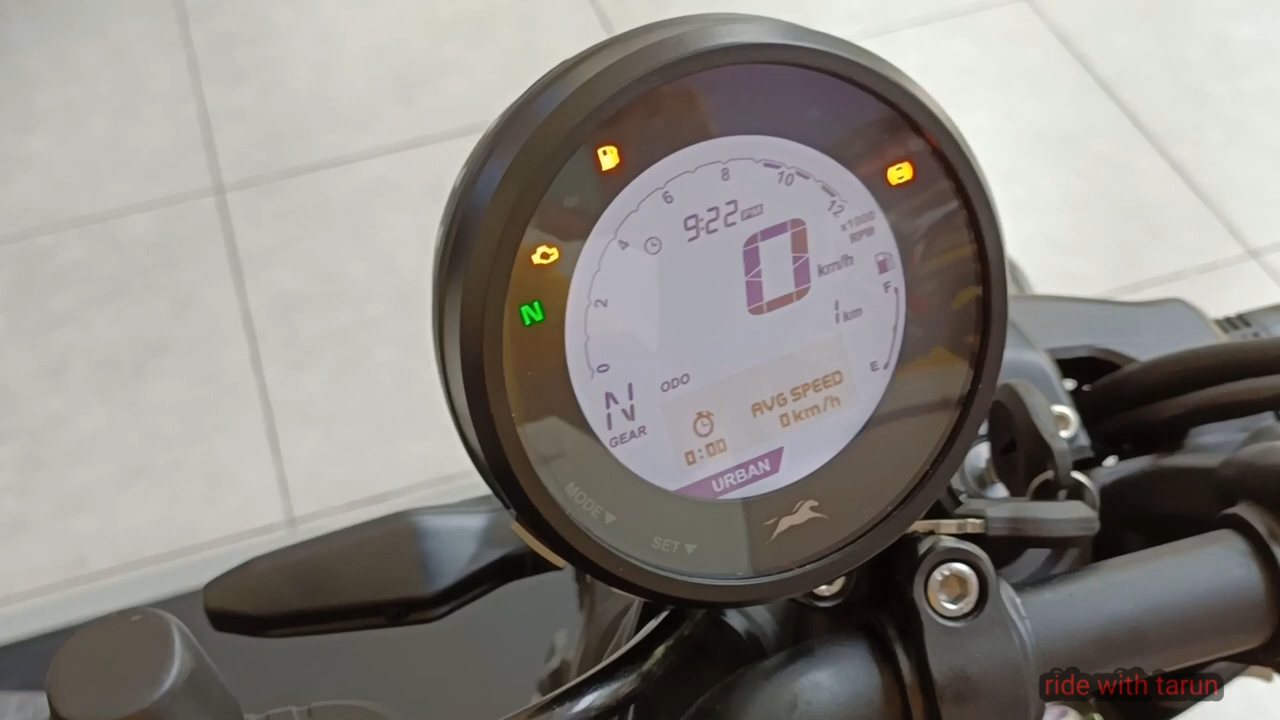 8
6
10
4
12
9:22 PM
x1000
RPM
0 km/h
2
F
1 km
0
E
ODO
N
AVG SPEED
GEAR
0 km/h
0:00
URBAN
N
MODE▼
SET▼
ride with tarun